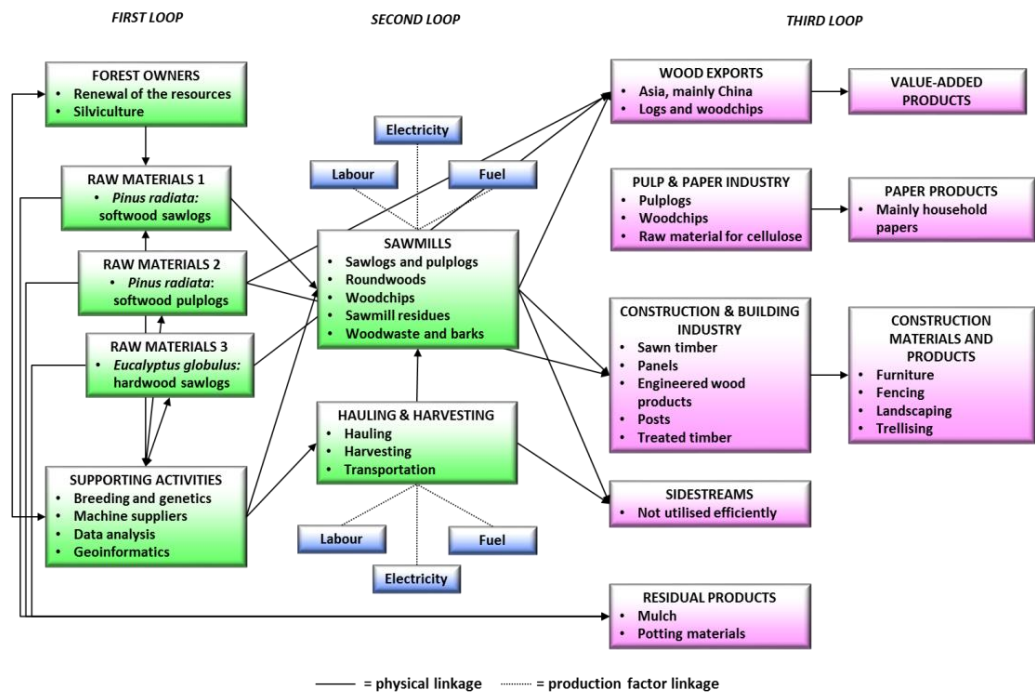 FIRST LOOP
SECOND LOOP
THIRD LOOP
FOREST OWNERS
• Renewal of the resources
• Silviculture
RAW MATERIALS 1
• Pinus radiata:
softwood sawlogs
RAW MATERIALS 2
• Pinus radiata:
softwood pulplogs
RAW MATERIALS 3
• Eucalyptus globulus:
hardwood sawlogs
SUPPORTING ACTIVITIES
• Breeding and genetics
• Machine suppliers
• Data analysis
• Geoinformatics
Electricity
Labour
Fuel
SAWMILLS
• Sawlogs and pulplogs
• Roundwoods
• Woodchips
• Sawmill residues
• Woodwaste and barks
HAULING & HARVESTING
• Hauling
• Harvesting
• Transportation
Labour
Fuel
Electricity
WOOD EXPORTS
• Asia, mainly China
• Logs and woodchips
VALUE-ADDED
PRODUCTS
PULP & PAPER INDUSTRY
• Pulplogs
• Woodchips
• Raw material for cellulose
PAPER PRODUCTS
• Mainly household
papers
CONSTRUCTION & BUILDING
INDUSTRY
• Sawn timber
• Panels
• Engineered wood
products
• Posts
• Treated timber
CONSTRUCTION
MATERIALS AND
PRODUCTS
• Furniture
• Fencing
• Landscaping
• Trellising
SIDESTREAMS
• Not utilised efficiently
RESIDUAL PRODUCTS
• Mulch
• Potting materials
= physical linkage
= production factor linkage